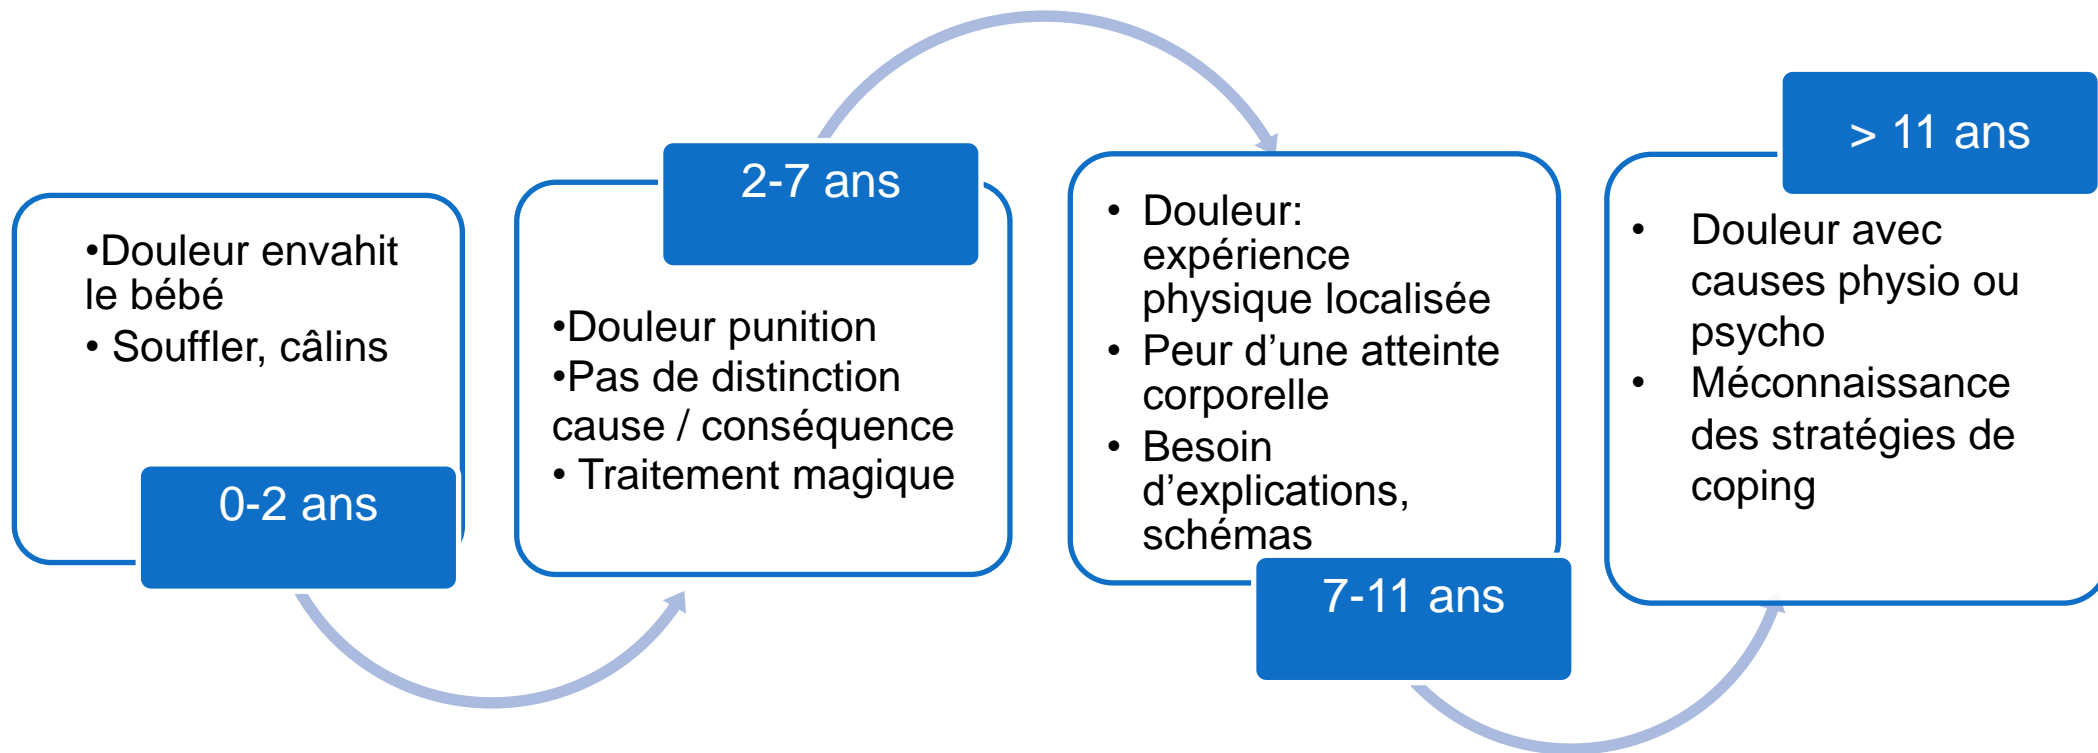 •Douleur envahit
le bébé
• Souffler, câlins
0-2 ans
2-7 ans
•Douleur punition
•Pas de distinction
cause / conséquence
• Traitement magique
• Douleur:
expérience
physique localisée
• Peur d’une atteinte
corporelle
• Besoin
d’explications,
schémas
7-11 ans
> 11 ans
• Douleur avec
causes physio ou
psycho
• Méconnaissance
des stratégies de
coping